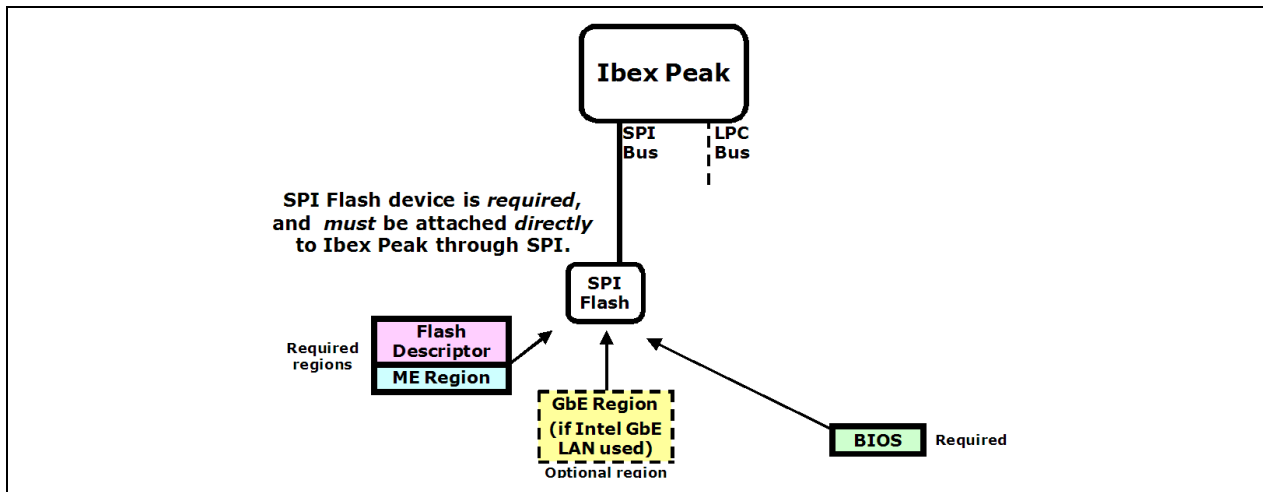 Ibex Peak
SPI
Bus
LPC
Bus
SPI Flash device is required,
and must be attached directly
to Ibex Peak through SPI.
SPI
Flash
Required
regions
Flash
Descriptor
ME Region
GbE Region
(if Intel GbE
LAN used)
Optional region
BIOS
Required